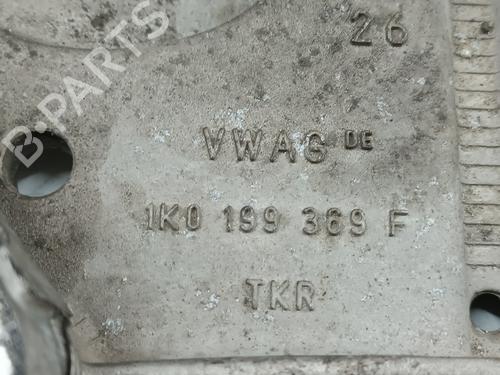 26
VWAG DE
1K0 199 369 F
TKR
B-PARTS